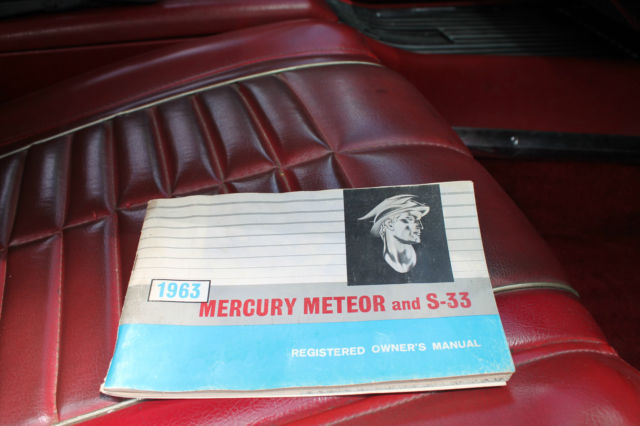 1963
MERCURY METEOR and S-33
REGISTERED OWNER'S MANUAL